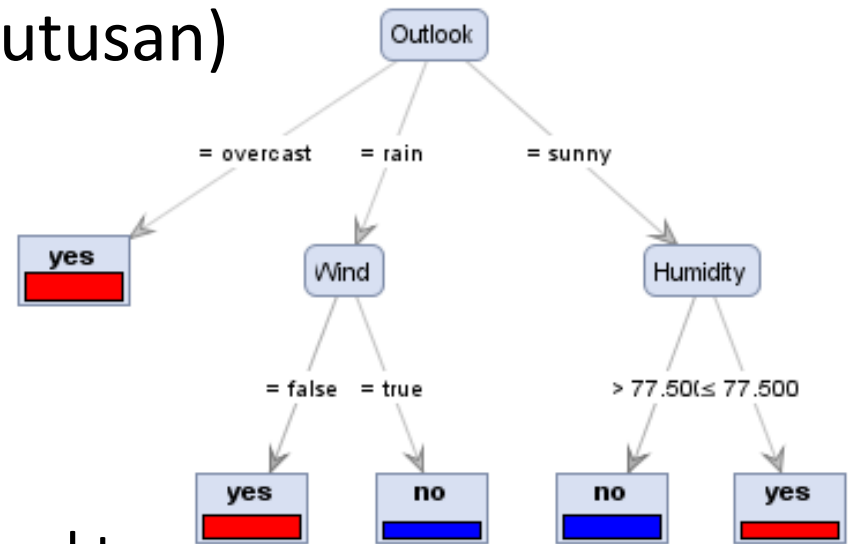 utusan)
Outlook
= overcast = rain = sunny
yes
Wind
Humidity
= false = true > 77.50(≤ 77.500
yes no no yes